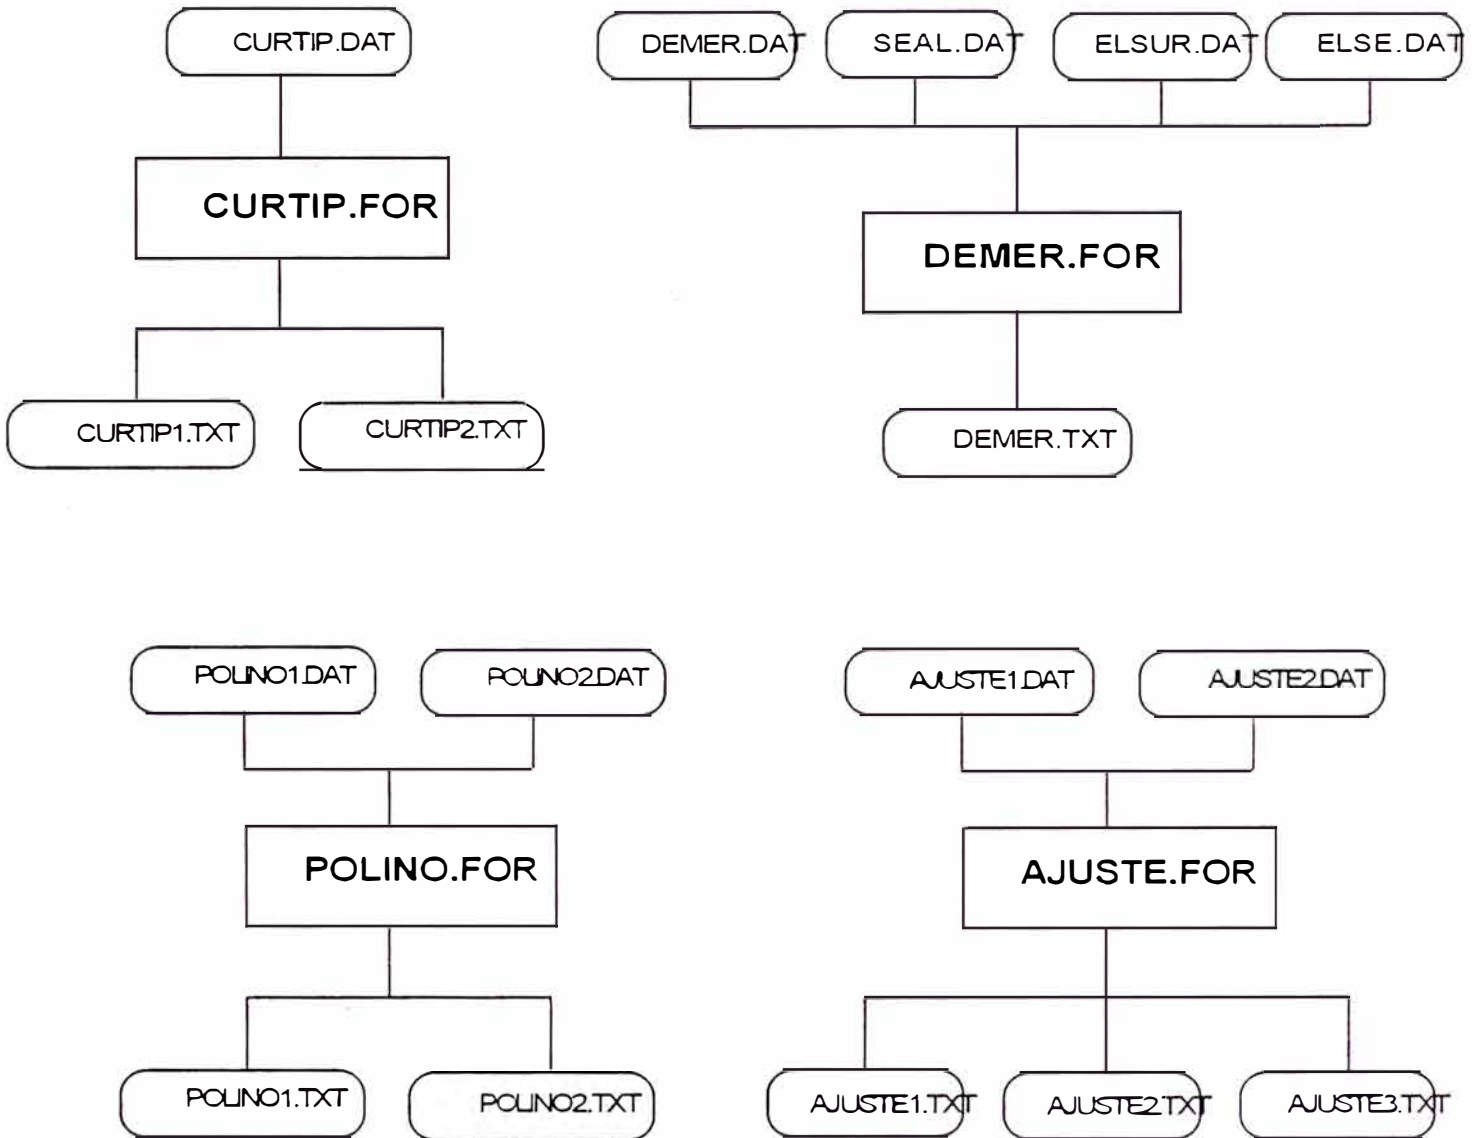 CURTIP.DAT
CURTIP.FOR
CURTIP1.TXT
CURTIP2.TXT
DEMER.DAT
SEAL.DAT
ELSUR.DAT
ELSE.DAT
DEMER.FOR
DEMER.TXT
POLINO1.DAT
POLINO2.DAT
POLINO.FOR
POLINO1.TXT
POLINO2.TXT
AJUSTE1.DAT
AJUSTE2.DAT
AJUSTE.FOR
AJUSTE1.TXT
AJUSTE2.TXT
AJUSTE3.TXT